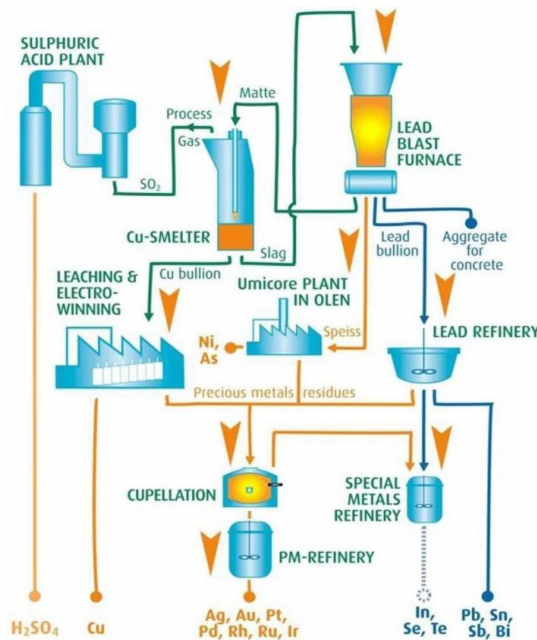 SULPHURIC
ACID PLANT
Process
Gas
SO₂
Matte
LEAD
BLAST
FURNACE
Cu-SMELTER
Slag
Cu bullion
LEACHING &
ELECTRO-
WINNING
Umicore PLANT
IN OLEN
Lead
bullion
Aggregate
for
concrete
Ni,
As
Speiss
LEAD REFINERY
Precious metals residues
CUPELLATION
SPECIAL
METALS
REFINERY
PM-REFINERY
H₂SO₄
Cu
Ag, Au, Pt,
Pd, Rh, Ru, Ir
In,
Se, Te
Pb, Sn,
Sb, Bi